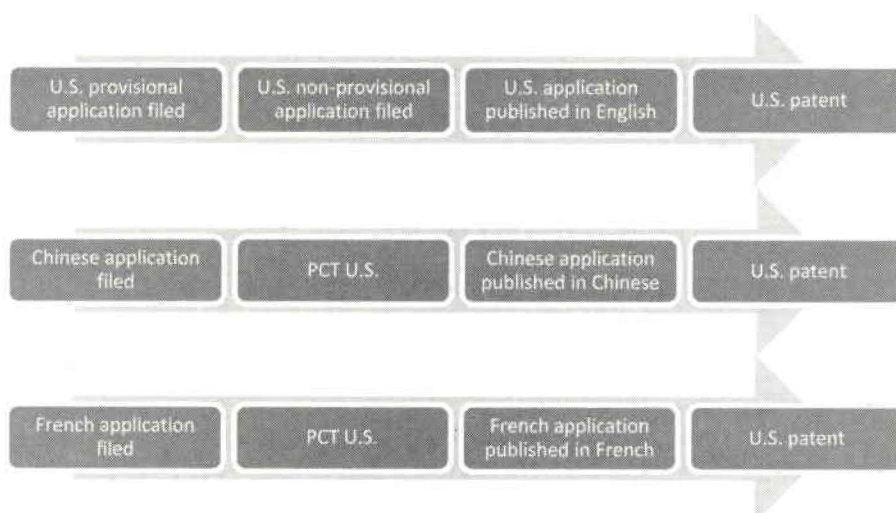 U.S. provisional
application filed
U.S. non-provisional
application filed
U.S. application
published in English
U.S. patent
Chinese application
filed
PCT U.S.
Chinese application
published in Chinese
U.S. patent
French application
filed
PCT U.S.
French application
published in French
U.S. patent